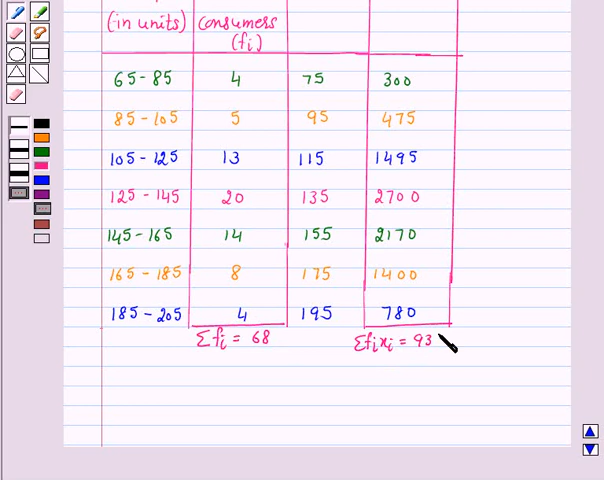 (in units) consumers
(fi)
65-85 4 75 300
85-105 5 95 475
105-125 13 115 1495
125-145 20 135 2700
145-165 14 155 2170
165-185 8 175 1400
185-205 4 195 780
Σfi = 68 Σfixi = 93